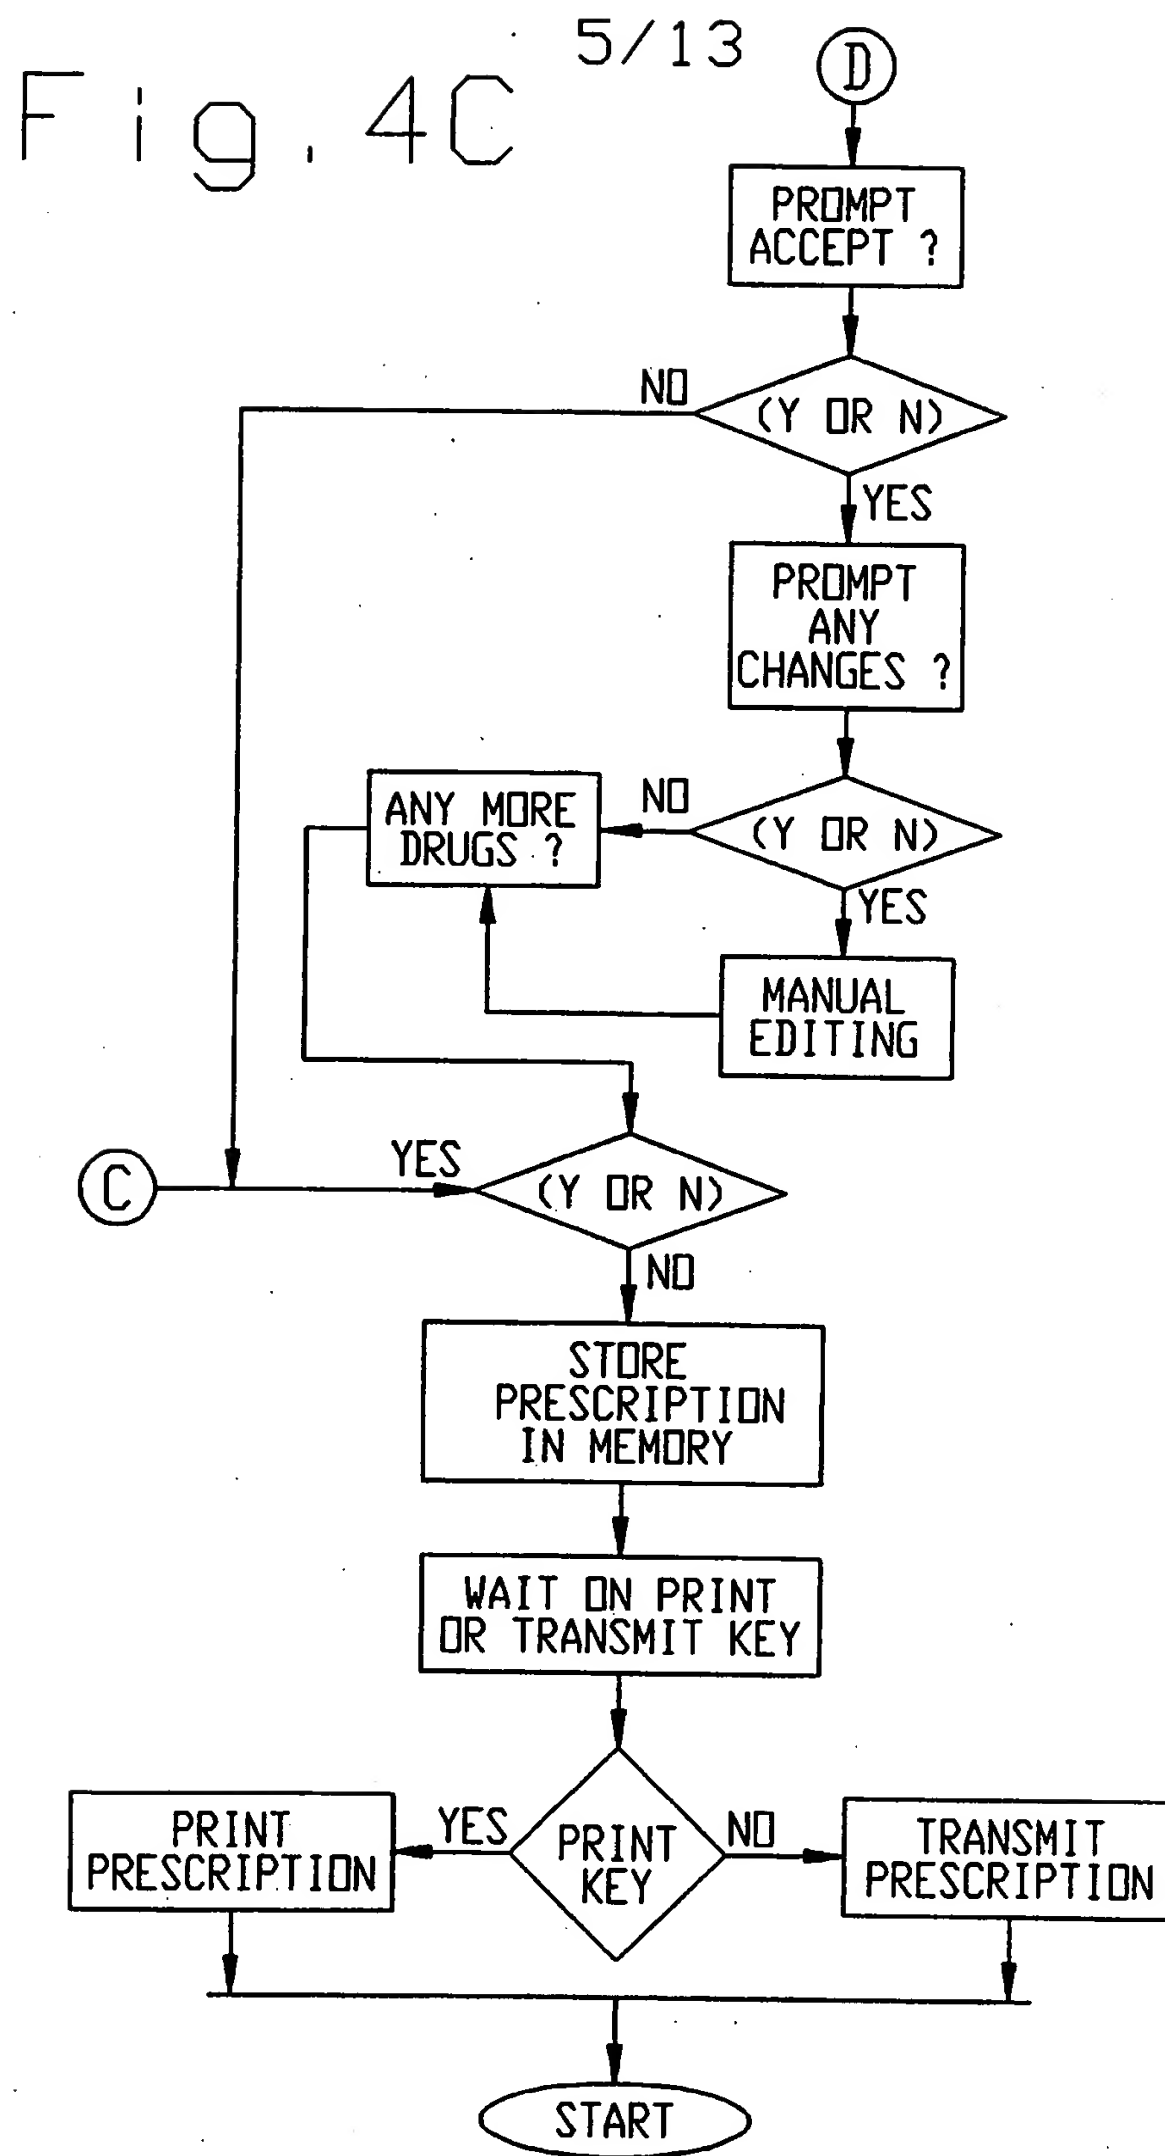 5/13
Fig. 4C
D
PROMPT
ACCEPT ?
NO
(Y OR N)
YES
PROMPT
ANY
CHANGES ?
ANY MORE
DRUGS ?
NO
(Y OR N)
YES
MANUAL
EDITING
C
YES
(Y OR N)
NO
STORE
PRESCRIPTION
IN MEMORY
WAIT ON PRINT
OR TRANSMIT KEY
PRINT
PRESCRIPTION
YES
PRINT
KEY
NO
TRANSMIT
PRESCRIPTION
START